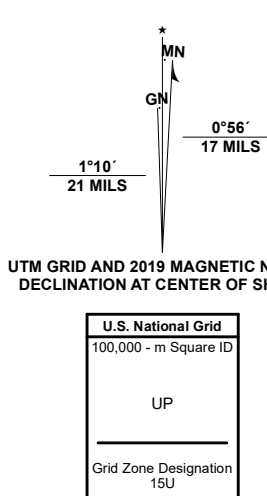 ★
MN
GN
0°56´
17 MILS
1°10´
21 MILS
UTM GRID AND 2019 MAGNETIC
DECLINATION AT CENTER OF
U.S. National Grid
100,000 - m Square ID
UP
Grid Zone Designation
15U